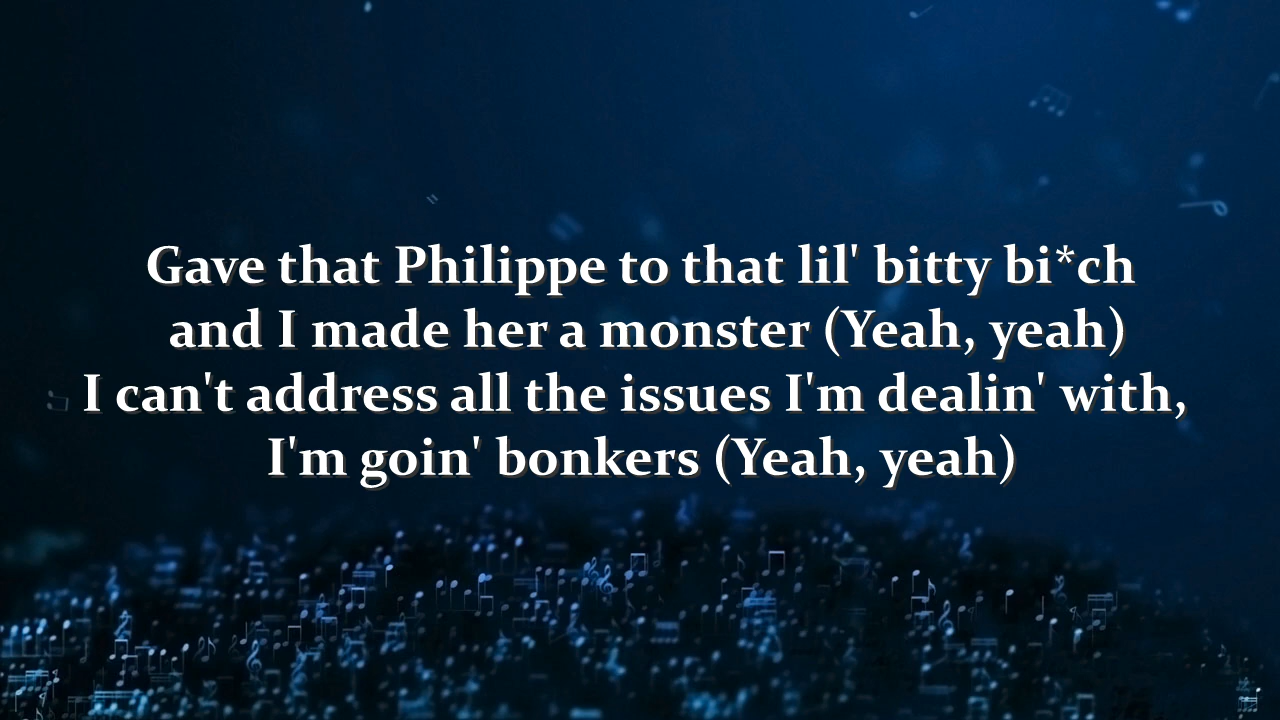 Gave that Philippe to that lil' bitty bi*ch
and I made her a monster (Yeah, yeah)
I can't address all the issues I'm dealin' with,
I'm goin' bonkers (Yeah, yeah)